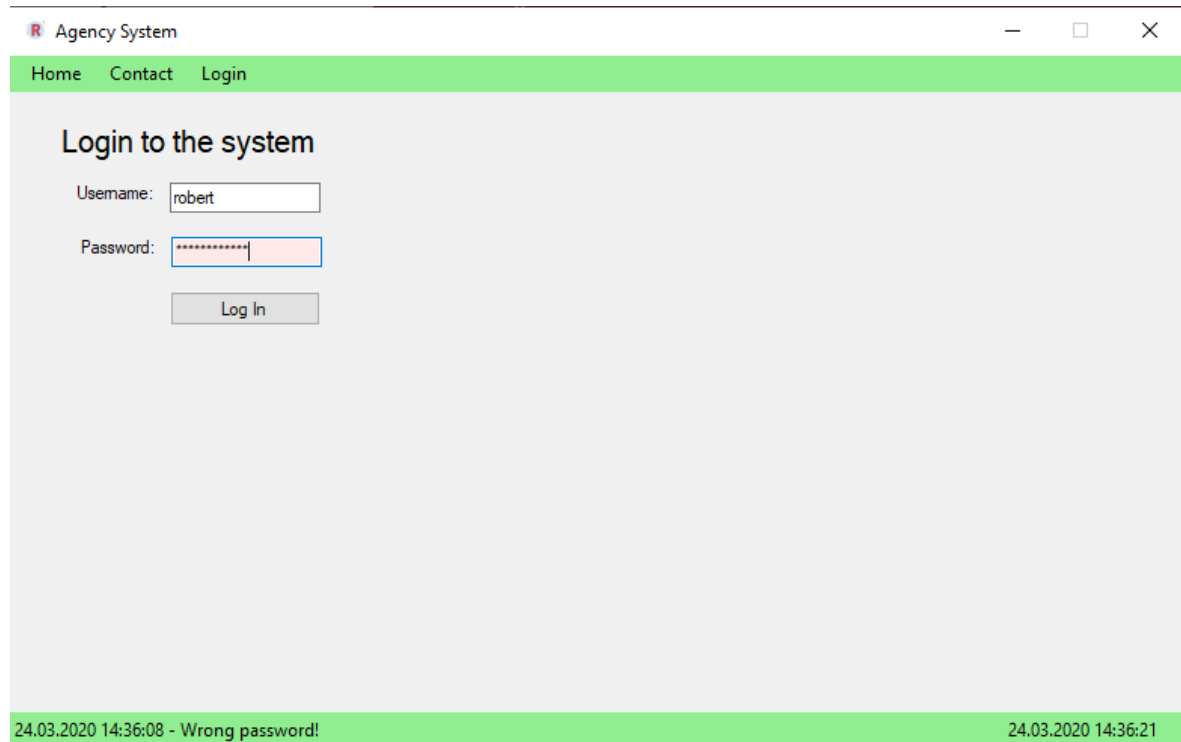 R Agency System
Home Contact Login
Login to the system
Username: robert
Password: ************
Log In
24.03.2020 14:36:08 - Wrong password! 24.03.2020 14:36:21